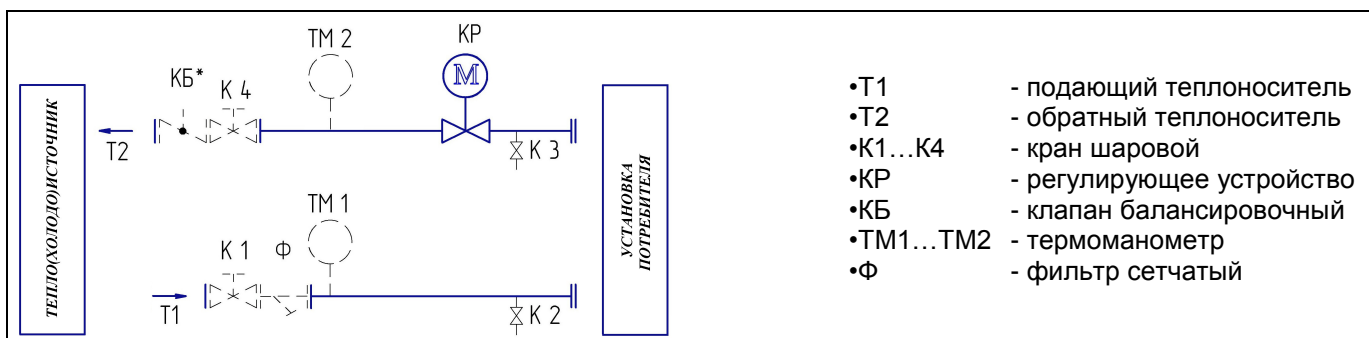 ТМ 2
КР
М
КБ*
К 4
Т2
К 3
ТЕПЛО(ХОЛОДО)ИСТОЧНИК
УСТАНОВКА
ПОТРЕБИТЕЛЯ
ТМ 1
К 1
Ф
Т1
К 2
•Т1 - подающий теплоноситель
•Т2 - обратный теплоноситель
•К1...К4 - кран шаровой
•КР - регулирующее устройство
•КБ - клапан балансировочный
•ТМ1...ТМ2 - термоманометр
•Ф - фильтр сетчатый